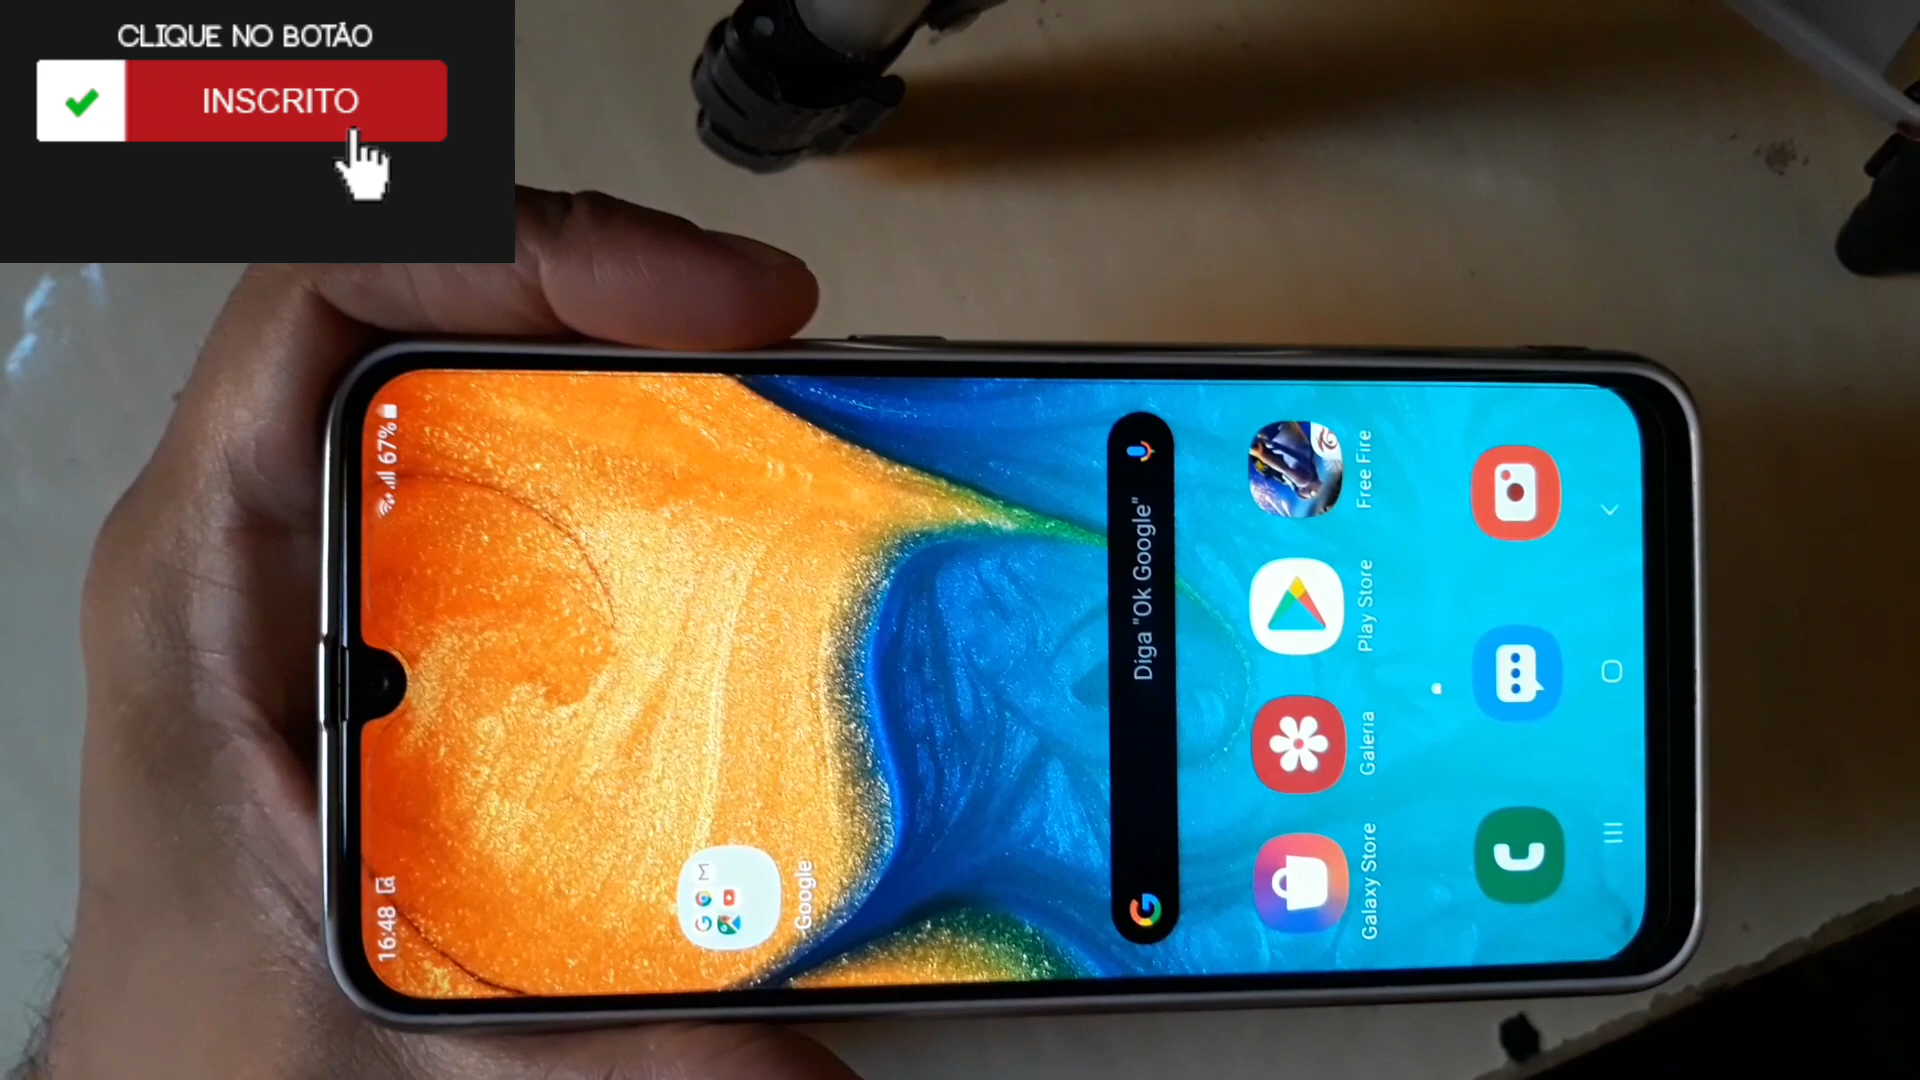 CLIQUE NO BOTÃO
INSCRITO
16:48
67%
Google
Diga "Ok Google"
Galaxy Store
Galeria
Play Store
Free Fire